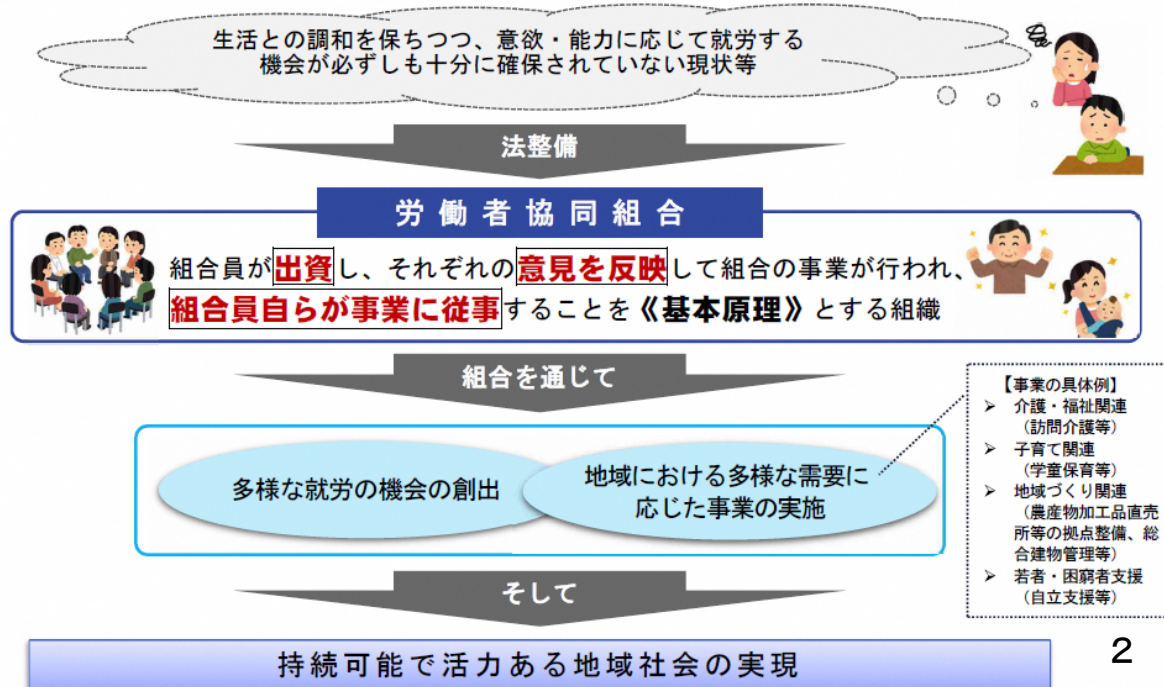 生活との調和を保ちつつ、意欲・能力に応じて就労する
機会が必ずしも十分に確保されていない現状等
法整備
労働者協同組合
組合員が出資し、それぞれの意見を反映して組合の事業が行われ、
組合員自らが事業に従事することを《基本原理》とする組織
組合を通じて
多様な就労の機会の創出
地域における多様な需要に
応じた事業の実施
【事業の具体例】
➢ 介護・福祉関連
（訪問介護等）
➢ 子育て関連
（学童保育等）
➢ 地域づくり関連
（農産物加工品直売
所等の拠点整備、総
合建物管理等）
➢ 若者・困窮者支援
（自立支援等）
そして
持続可能で活力ある地域社会の実現
2